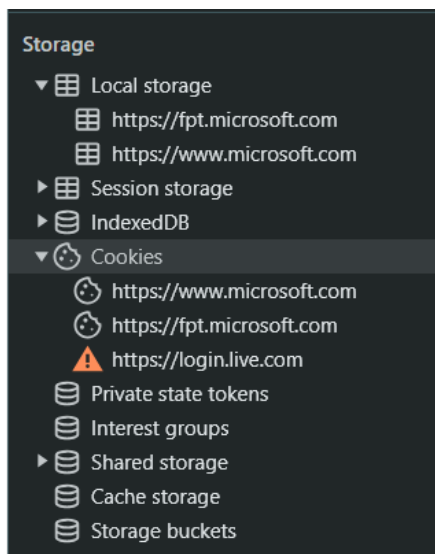 Storage
Local storage
https://fpt.microsoft.com
https://www.microsoft.com
Session storage
IndexedDB
Cookies
https://www.microsoft.com
https://fpt.microsoft.com
https://login.live.com
Private state tokens
Interest groups
Shared storage
Cache storage
Storage buckets